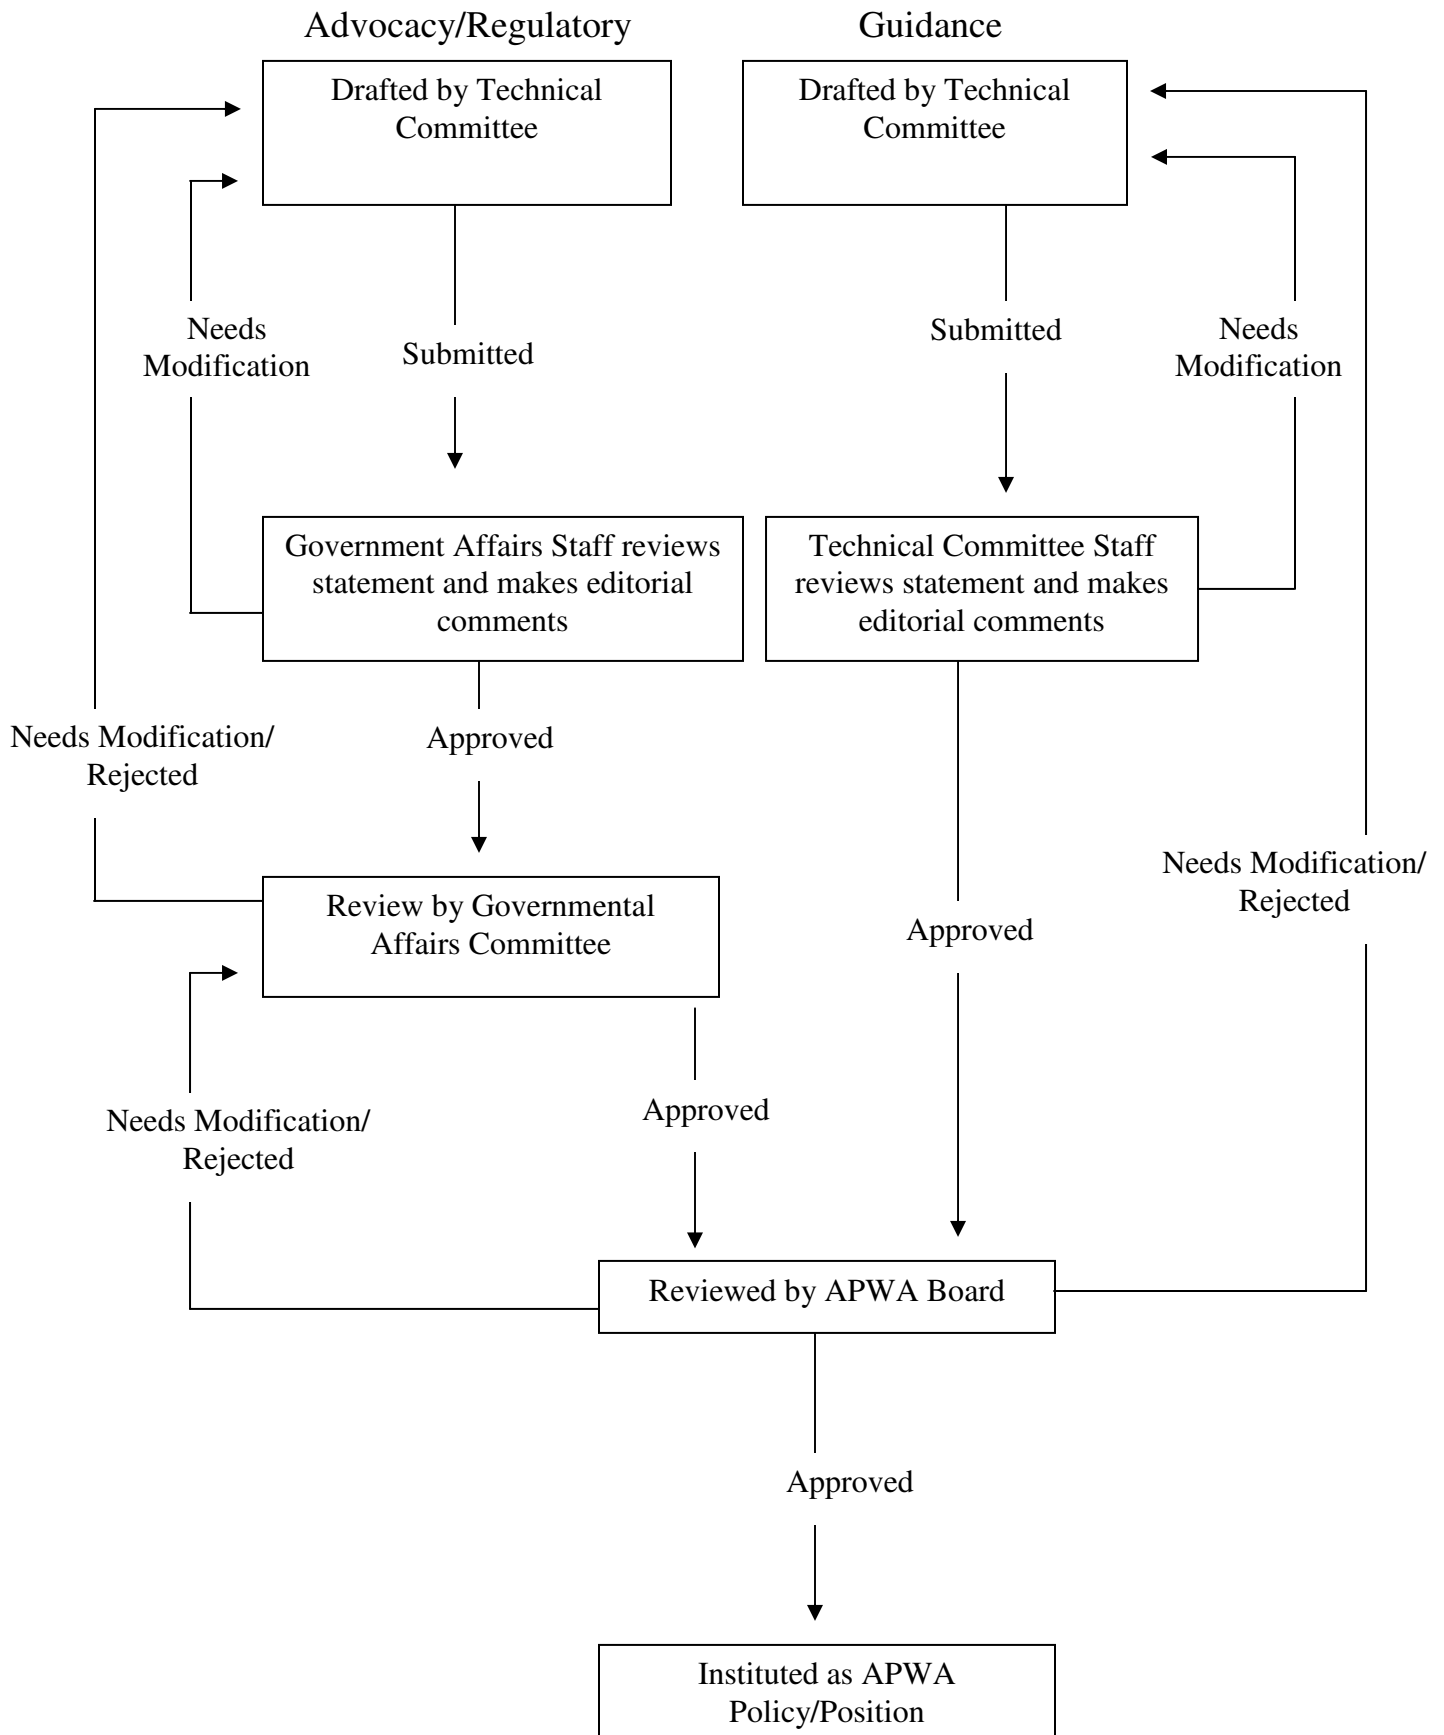 Advocacy/Regulatory
Guidance
Drafted by Technical
Committee
Drafted by Technical
Committee
Needs
Modification
Submitted
Submitted
Needs
Modification
Government Affairs Staff reviews
statement and makes editorial
comments
Technical Committee Staff
reviews statement and makes
editorial comments
Needs Modification/
Rejected
Approved
Needs Modification/
Rejected
Review by Governmental
Affairs Committee
Approved
Needs Modification/
Rejected
Approved
Reviewed by APWA Board
Approved
Instituted as APWA
Policy/Position